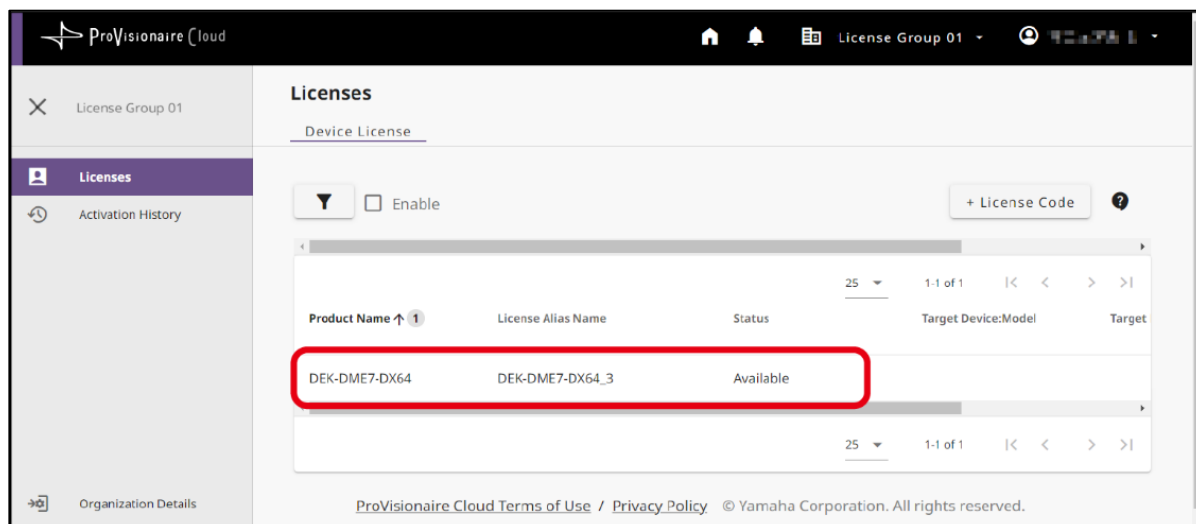 ProVisionaire Cloud
License Group 01
License Group 01
Licenses
Device License
Licenses
Activation History
Enable
+ License Code
25
1-1 of 1
Product Name 1 License Alias Name Status Target Device:Model Target
DEK-DME7-DX64 DEK-DME7-DX64_3 Available
25
1-1 of 1
Organization Details
ProVisionaire Cloud Terms of Use / Privacy Policy © Yamaha Corporation. All rights reserved.